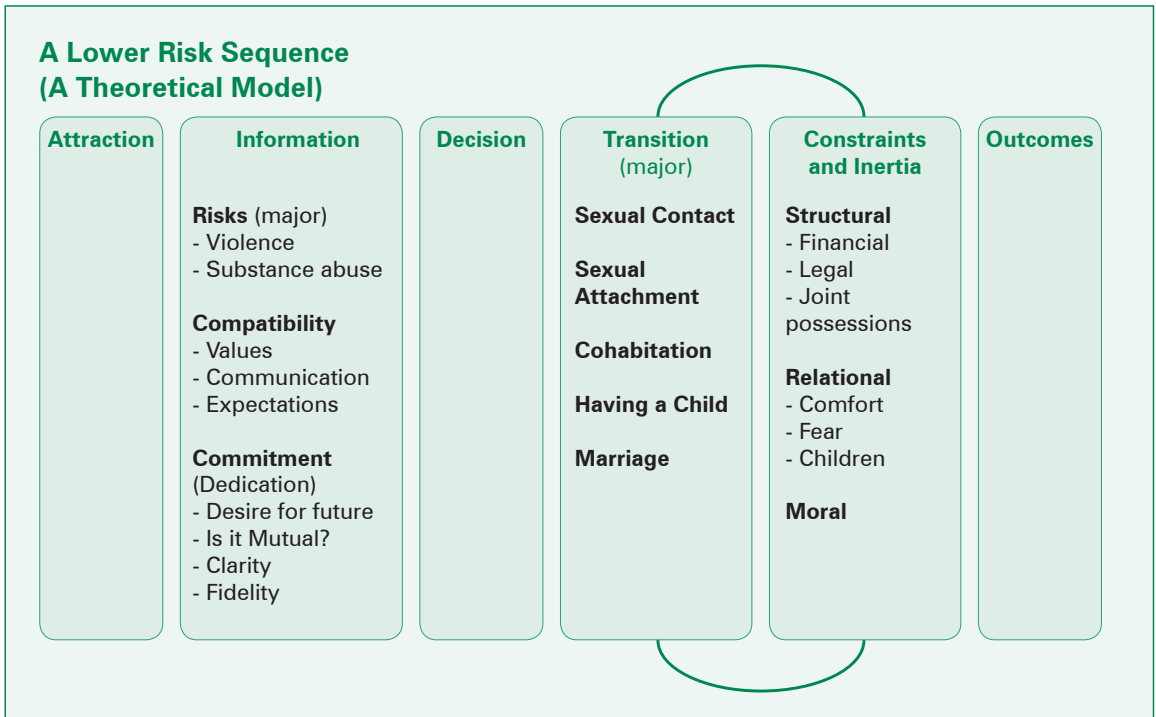 A Lower Risk Sequence
(A Theoretical Model)
Attraction
Information
Risks (major)
- Violence
- Substance abuse
Compatibility
- Values
- Communication
- Expectations
Commitment
(Dedication)
- Desire for future
- Is it Mutual?
- Clarity
- Fidelity
Decision
Transition
(major)
Sexual Contact
Sexual
Attachment
Cohabitation
Having a Child
Marriage
Constraints
and Inertia
Structural
- Financial
- Legal
- Joint
possessions
Relational
- Comfort
- Fear
- Children
Moral
Outcomes